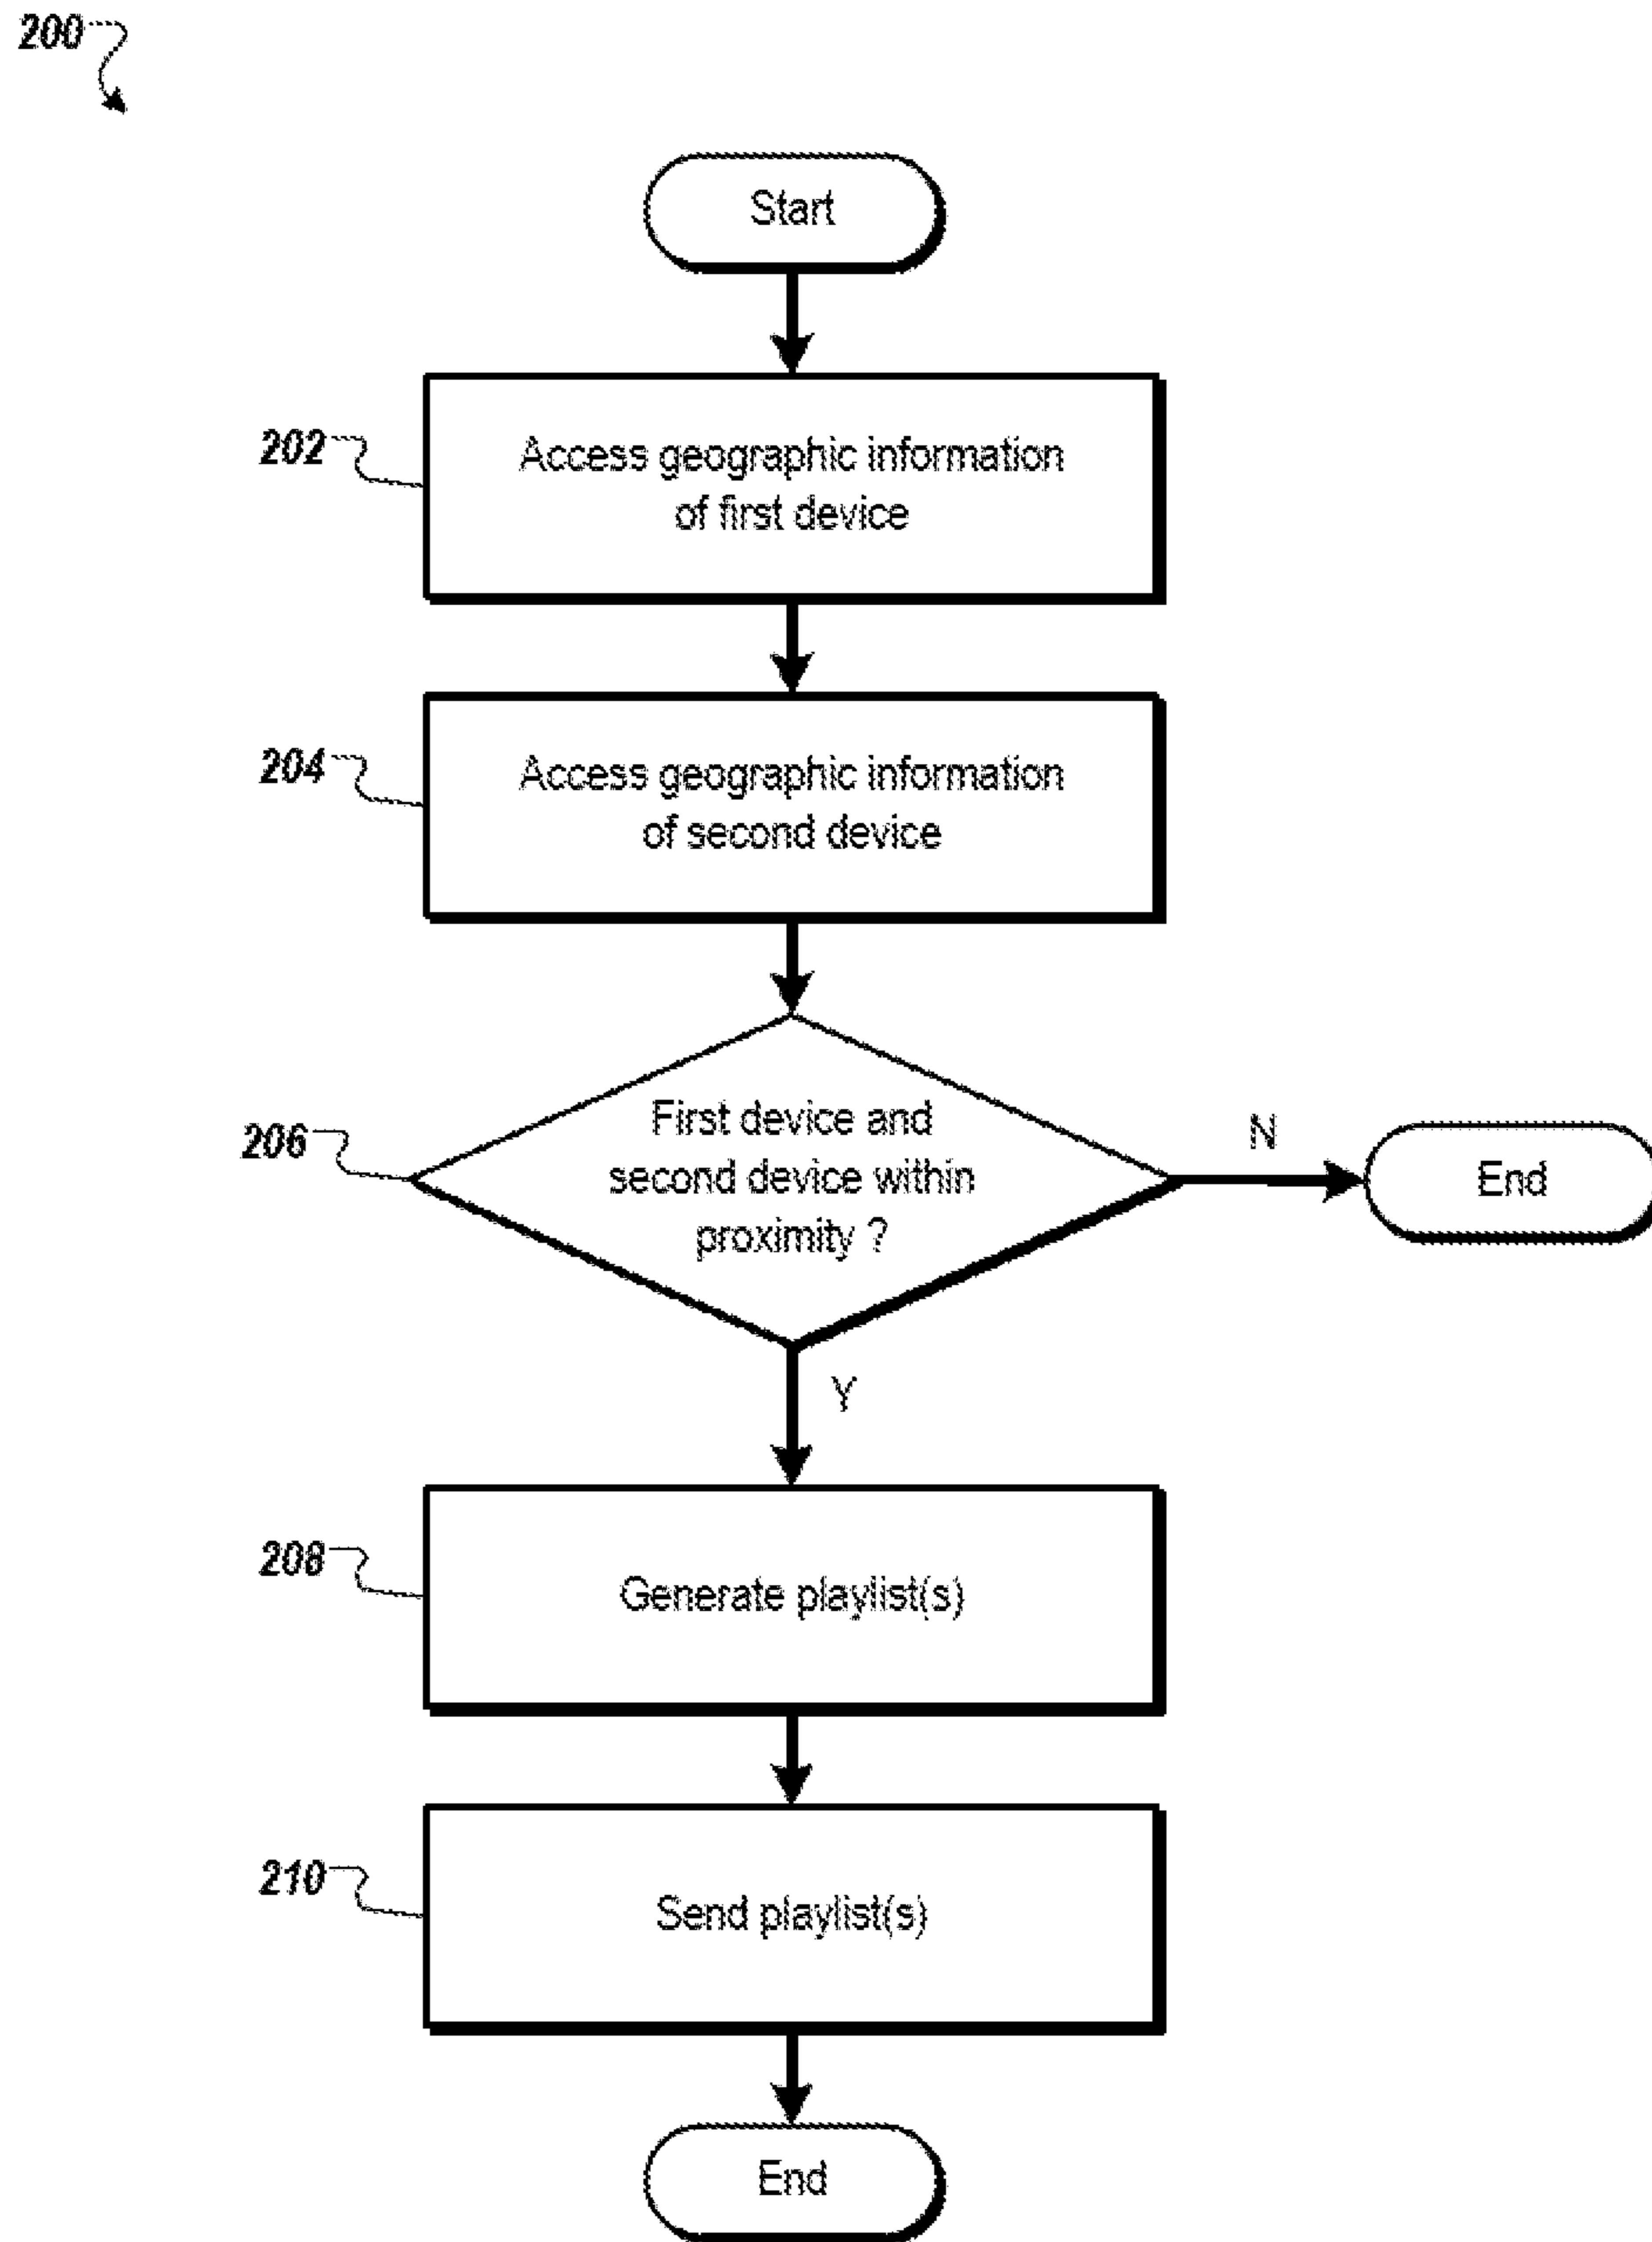 200
Start
202
Access geographic information
of first device
204
Access geographic information
of second device
206
First device and
second device within
proximity ?
N
End
Y
208
Generate playlist(s)
210
Send playlist(s)
End